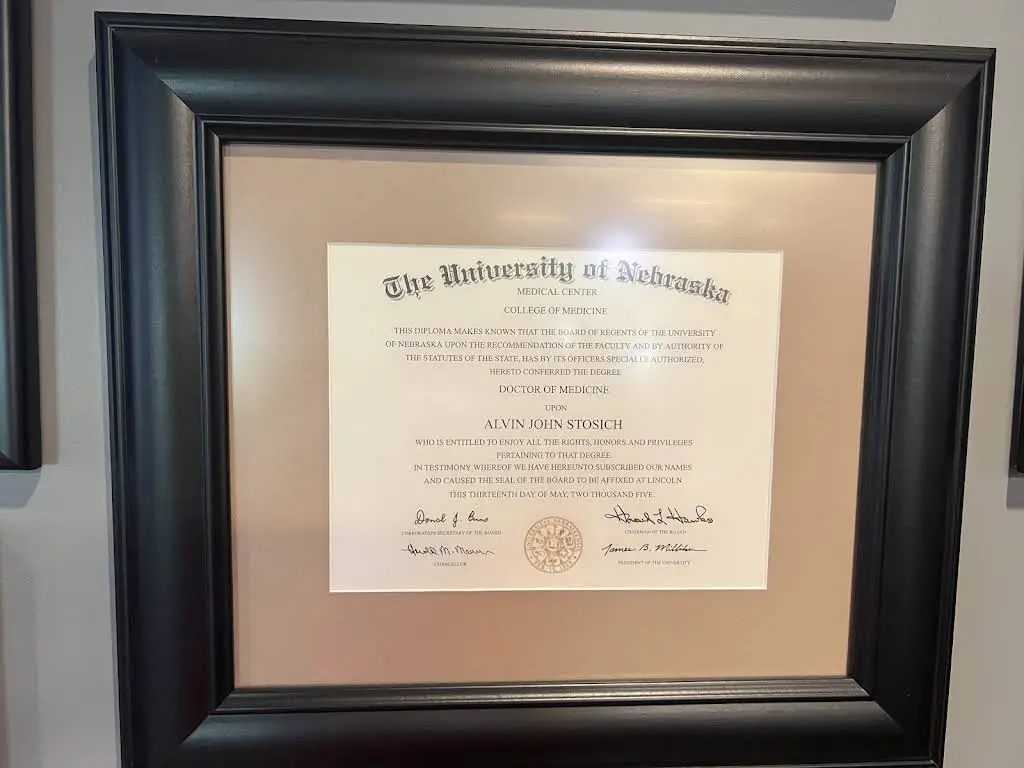 The University of Nebraska
MEDICAL CENTER
COLLEGE OF MEDICINE
THIS DIPLOMA MAKES KNOWN THAT THE BOARD OF REGENTS OF THE UNIVERSITY
OF NEBRASKA UPON THE RECOMMENDATION OF THE FACULTY AND BY AUTHORITY OF
THE STATUTES OF THE STATE, HAS BY ITS OFFICERS SPECIALLY AUTHORIZED,
HERETO CONFERRED THE DEGREE
DOCTOR OF MEDICINE
UPON
ALVIN JOHN STOSICH
WHO IS ENTITLED TO ENJOY ALL THE RIGHTS, HONORS AND PRIVILEGES
PERTAINING TO THAT DEGREE.
IN TESTIMONY WHEREOF WE HAVE HEREUNTO SUBSCRIBED OUR NAMES
AND CAUSED THE SEAL OF THE BOARD TO BE AFFIXED AT LINCOLN
THIS THIRTEENTH DAY OF MAY, TWO THOUSAND FIVE.
CORPORATION SECRETARY OF THE BOARD
CHAIRMAN OF THE BOARD
James B. Milliken
CHANCELLOR
PRESIDENT OF THE UNIVERSITY